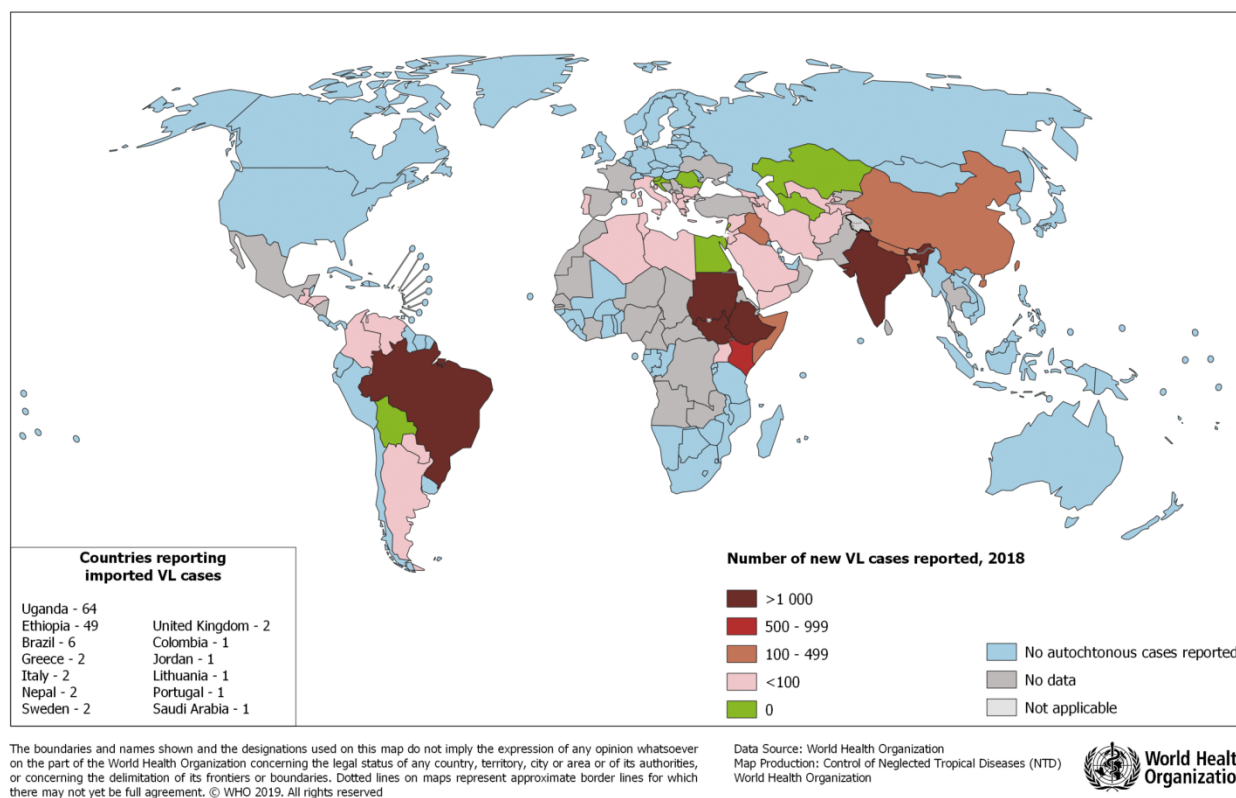 Countries reporting
imported VL cases
Uganda - 64
Ethiopia - 49
Brazil - 6
Greece - 2
Italy - 2
Nepal - 2
Sweden - 2
United Kingdom - 2
Colombia - 1
Jordan - 1
Lithuania - 1
Portugal - 1
Saudi Arabia - 1
Number of new VL cases reported, 2018
>1 000
500 - 999
100 - 499
<100
0
No autochtonous cases reported
No data
Not applicable
The boundaries and names shown and the designations used on this map do not imply the expression of any opinion whatsoever
on the part of the World Health Organization concerning the legal status of any country, territory, city or area or of its authorities,
or concerning the delimitation of its frontiers or boundaries. Dotted lines on maps represent approximate border lines for which
there may not yet be full agreement. © WHO 2019. All rights reserved
Data Source: World Health Organization
Map Production: Control of Neglected Tropical Diseases (NTD)
World Health Organization
World Health
Organization